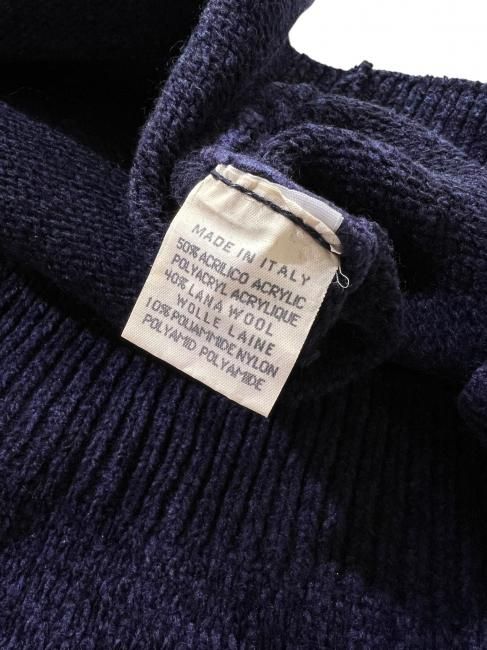 MADE IN ITALY
50% ACRILICO ACRYLIC
POLYACRYL ACRYLIQUE
40% LANA WOOL
WOLLE LAINE
10% POLIAMMIDE NYLON
POLYAMID POLYAMIDE